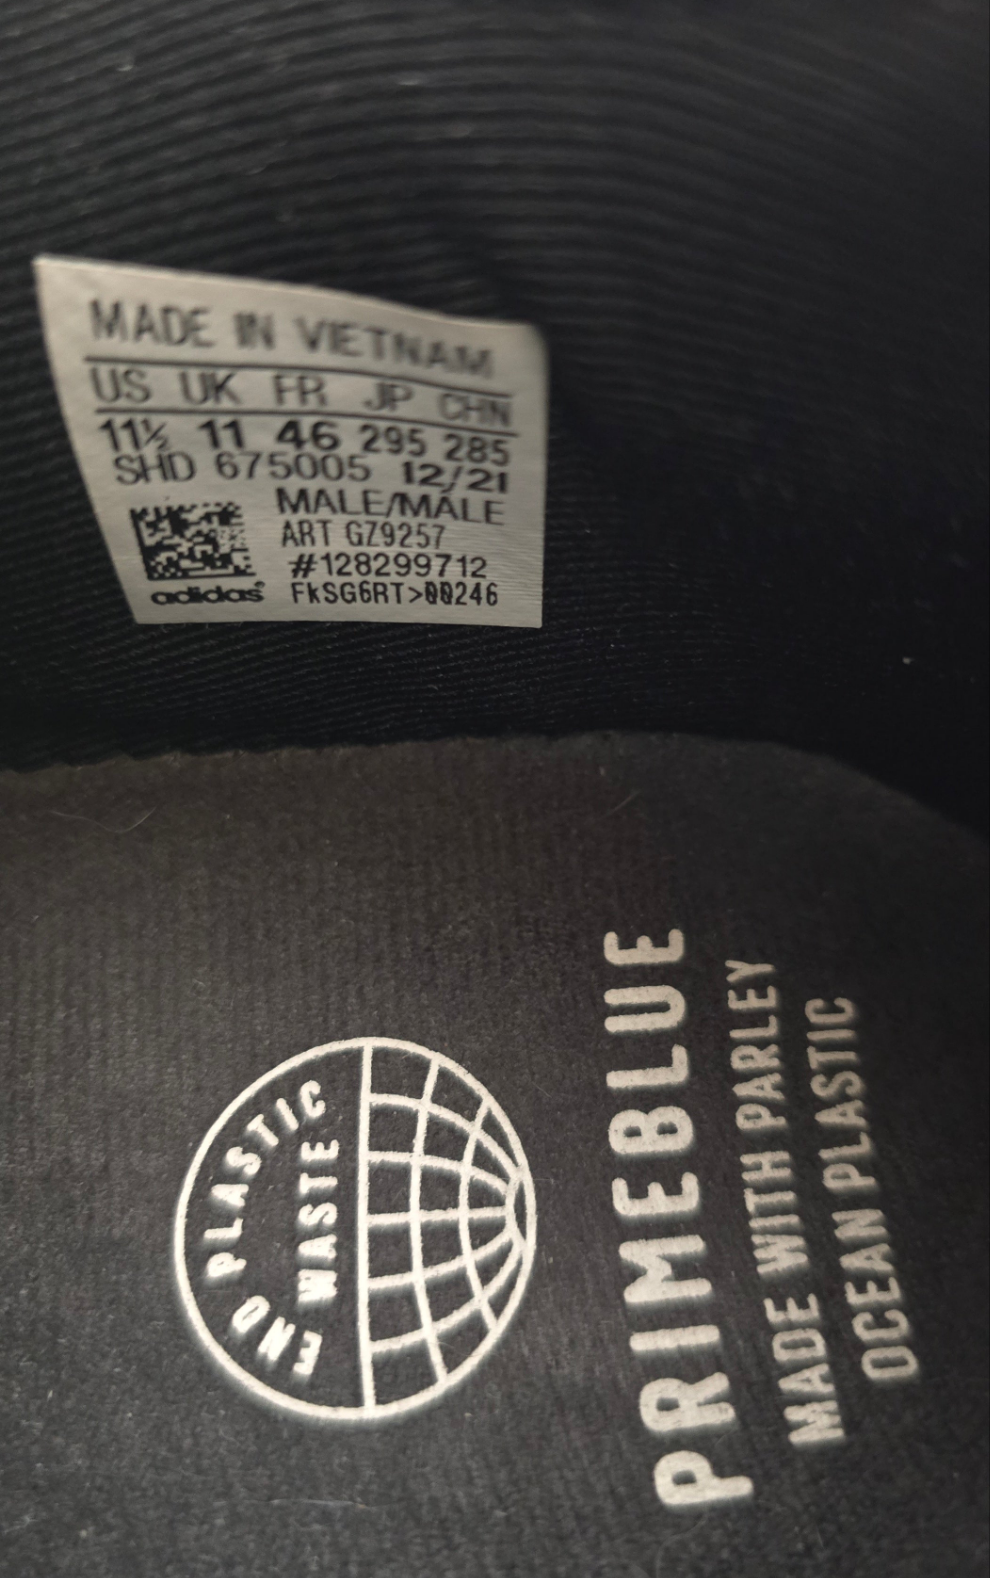 MADE IN VIETNAM
US UK FR JP CHN
11½ 11 46 295 285
SHD 675005 12/21
MALE/MÂLE
ART GZ9257
#128299712
adidas® FkSG6RT>00246
END PLASTIC
WASTE
PRIMEBLUE
MADE WITH PARLEY
OCEAN PLASTIC